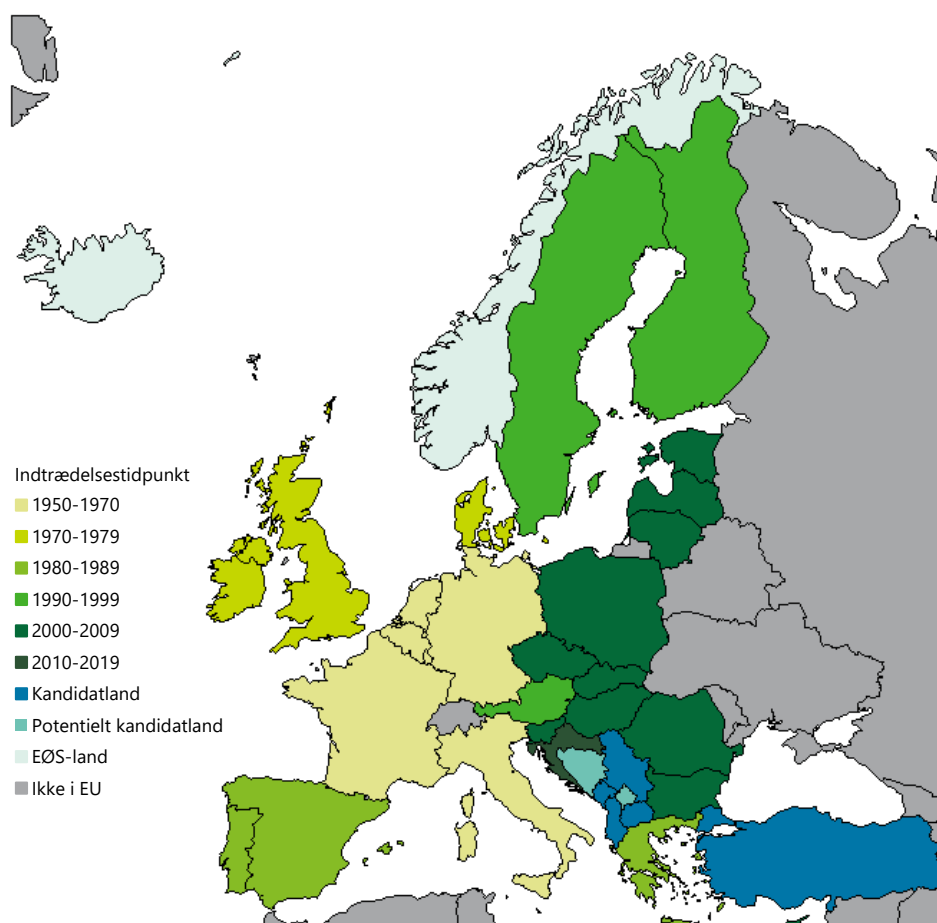 Indtrædelsestidpunkt
1950-1970
1970-1979
1980-1989
1990-1999
2000-2009
2010-2019
Kandidatland
Potentielt kandidatland
EØS-land
Ikke i EU